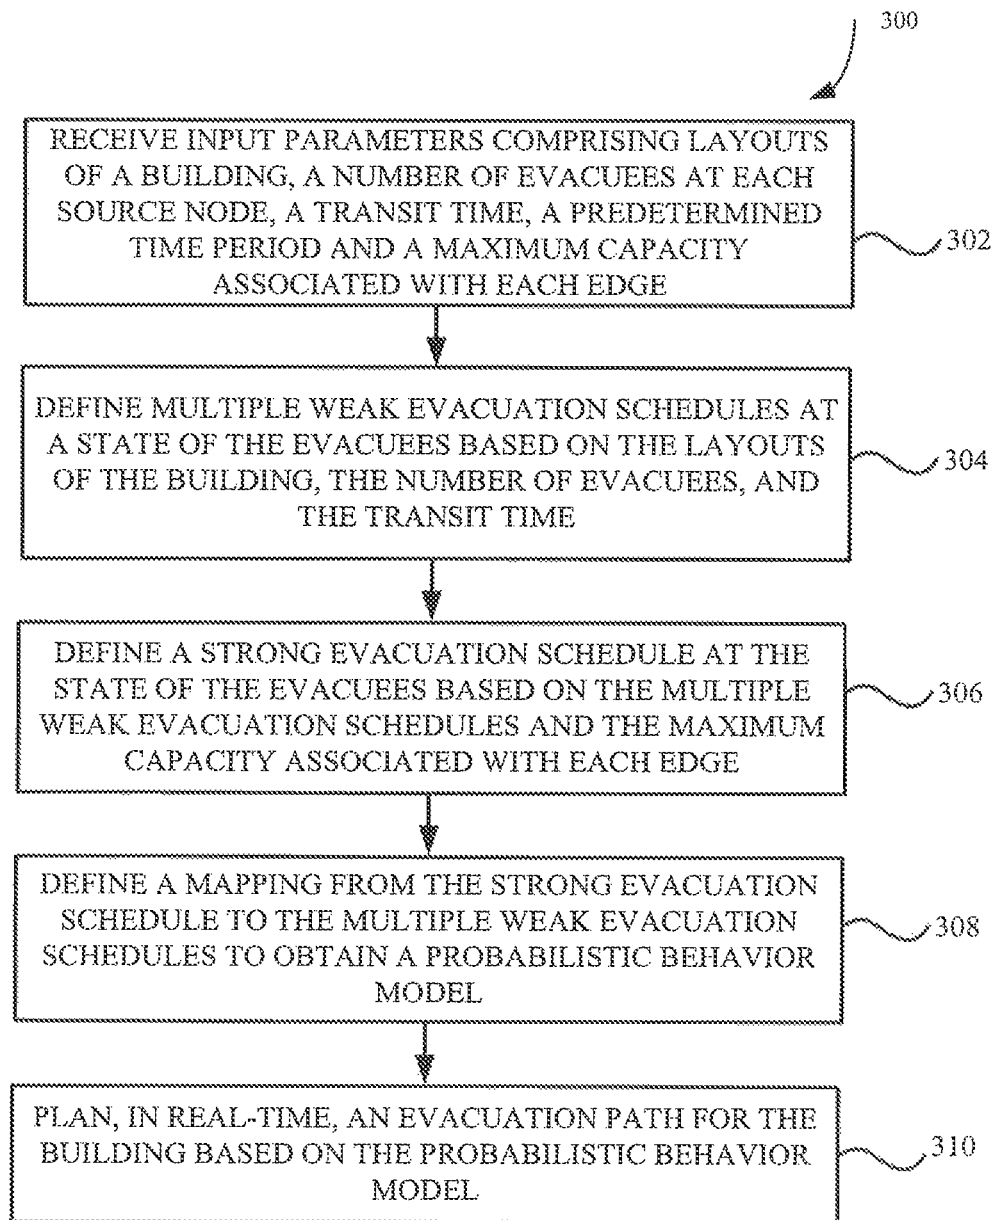 300
RECEIVE INPUT PARAMETERS COMPRISING LAYOUTS
OF A BUILDING, A NUMBER OF EVACUEES AT EACH
SOURCE NODE, A TRANSIT TIME, A PREDETERMINED
TIME PERIOD AND A MAXIMUM CAPACITY
ASSOCIATED WITH EACH EDGE
302
DEFINE MULTIPLE WEAK EVACUATION SCHEDULES AT
A STATE OF THE EVACUEES BASED ON THE LAYOUTS
OF THE BUILDING, THE NUMBER OF EVACUEES, AND
THE TRANSIT TIME
304
DEFINE A STRONG EVACUATION SCHEDULE AT THE
STATE OF THE EVACUEES BASED ON THE MULTIPLE
WEAK EVACUATION SCHEDULES AND THE MAXIMUM
CAPACITY ASSOCIATED WITH EACH EDGE
306
DEFINE A MAPPING FROM THE STRONG EVACUATION
SCHEDULE TO THE MULTIPLE WEAK EVACUATION
SCHEDULES TO OBTAIN A PROBABILISTIC BEHAVIOR
MODEL
308
PLAN, IN REAL-TIME, AN EVACUATION PATH FOR THE
BUILDING BASED ON THE PROBABILISTIC BEHAVIOR
MODEL
310